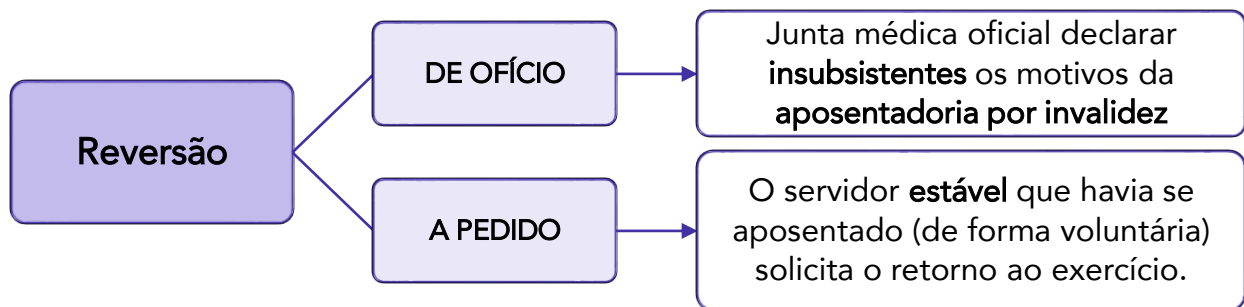 Reversão
DE OFÍCIO
Junta médica oficial declarar
insubsistentes os motivos da
aposentadoria por invalidez
A PEDIDO
O servidor estável que havia se
aposentado (de forma voluntária)
solicita o retorno ao exercício.